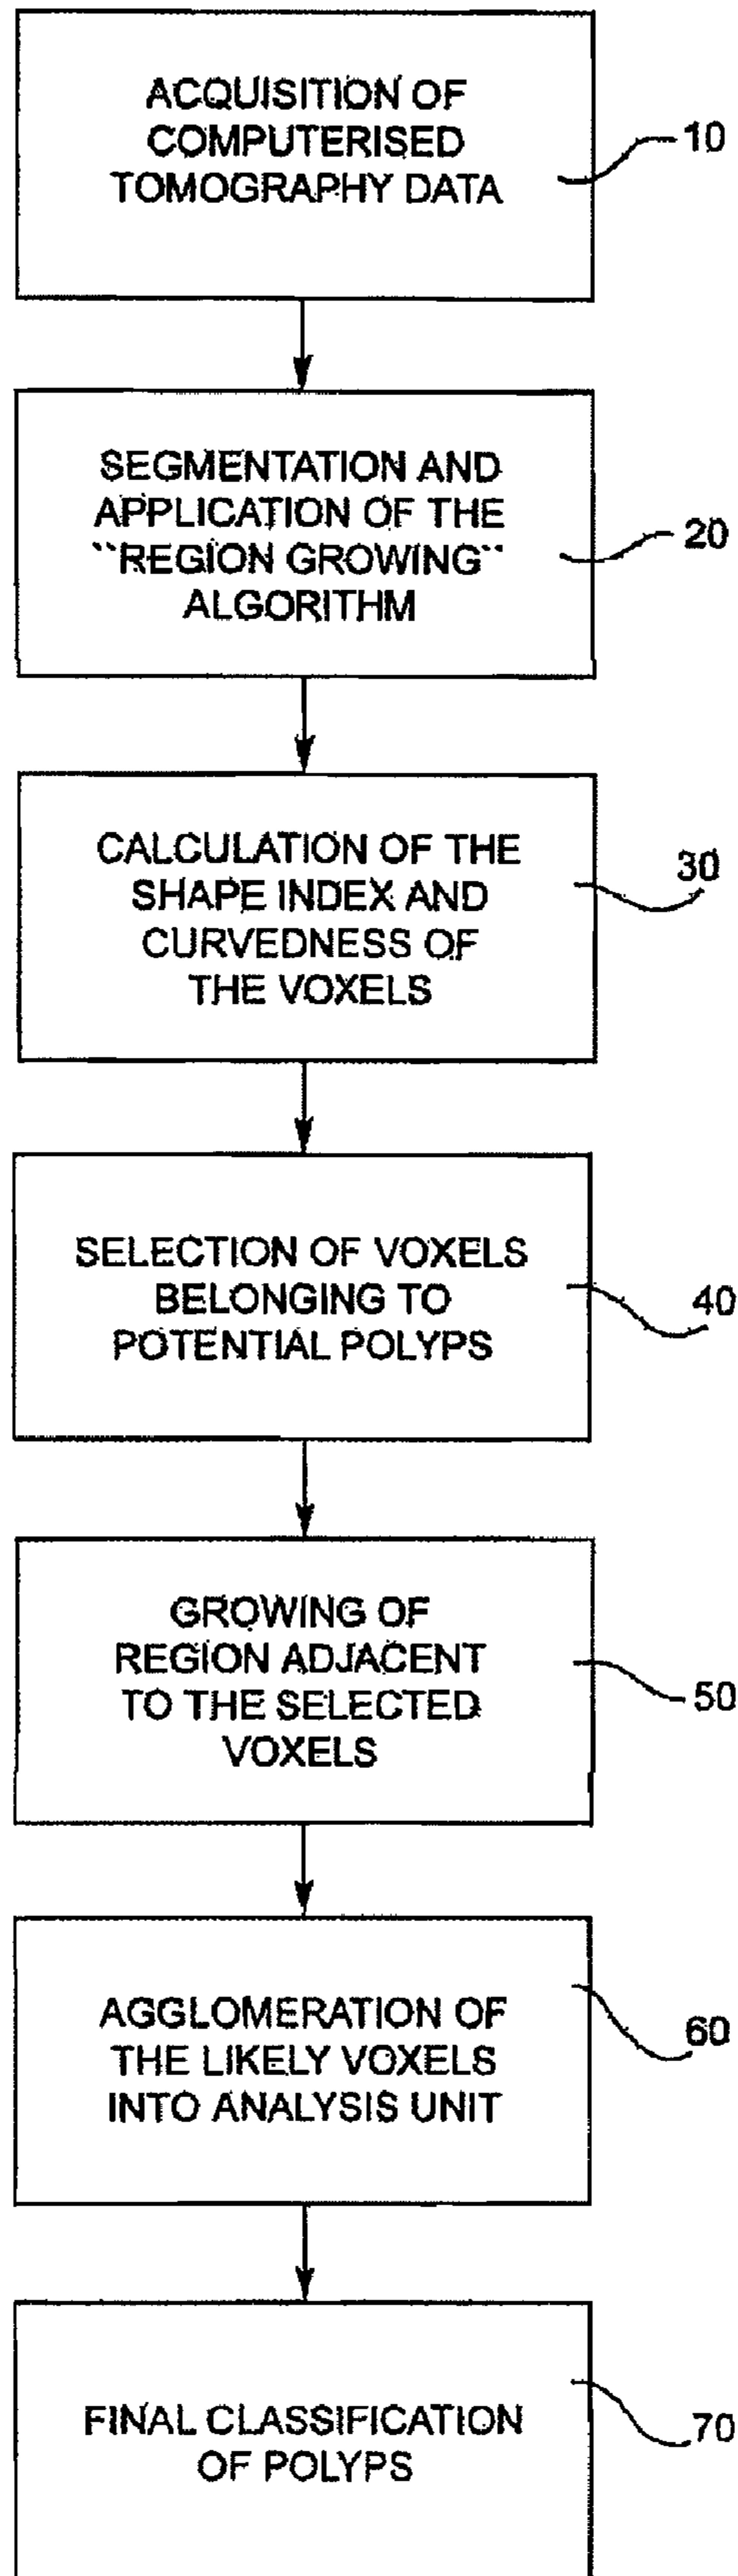 ACQUISITION OF
COMPUTERISED
TOMOGRAPHY DATA
10
SEGMENTATION AND
APPLICATION OF THE
"REGION GROWING"
ALGORITHM
20
CALCULATION OF THE
SHAPE INDEX AND
CURVEDNESS OF
THE VOXELS
30
SELECTION OF VOXELS
BELONGING TO
POTENTIAL POLYPS
40
GROWING OF
REGION ADJACENT
TO THE SELECTED
VOXELS
50
AGGLOMERATION OF
THE LIKELY VOXELS
INTO ANALYSIS UNIT
60
FINAL CLASSIFICATION
OF POLYPS
70